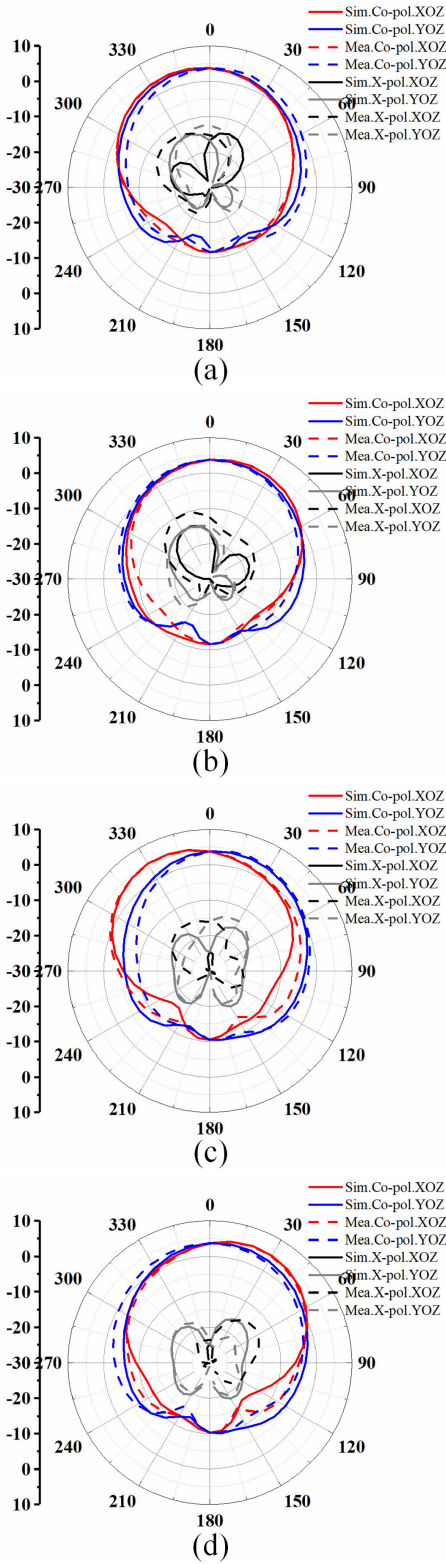 Sim.Co-pol.XOZ
Sim.Co-pol.YOZ
Mea.Co-pol.XOZ
Mea.Co-pol.YOZ
Sim.X-pol.XOZ
Sim.X-pol.YOZ
Mea.X-pol.XOZ
Mea.X-pol.YOZ
0
330 30
10
0
300 60
-10
-20
-30 270 90
-20
-10
240 120
0
210 150
10
180
(a)
Sim.Co-pol.XOZ
Sim.Co-pol.YOZ
Mea.Co-pol.XOZ
Mea.Co-pol.YOZ
Sim.X-pol.XOZ
Sim.X-pol.YOZ
Mea.X-pol.XOZ
Mea.X-pol.YOZ
0
330 30
10
0
300 60
-10
-20
-30 270 90
-20
-10
240 120
0
210 150
10
180
(b)
Sim.Co-pol.XOZ
Sim.Co-pol.YOZ
Mea.Co-pol.XOZ
Mea.Co-pol.YOZ
Sim.X-pol.XOZ
Sim.X-pol.YOZ
Mea.X-pol.XOZ
Mea.X-pol.YOZ
0
330 30
10
0
300 60
-10
-20
-30 270 90
-20
-10
240 120
0
210 150
10
180
(c)
Sim.Co-pol.XOZ
Sim.Co-pol.YOZ
Mea.Co-pol.XOZ
Mea.Co-pol.YOZ
Sim.X-pol.XOZ
Sim.X-pol.YOZ
Mea.X-pol.XOZ
Mea.X-pol.YOZ
0
330 30
10
0
300 60
-10
-20
-30 270 90
-20
-10
240 120
0
210 150
10
180
(d)